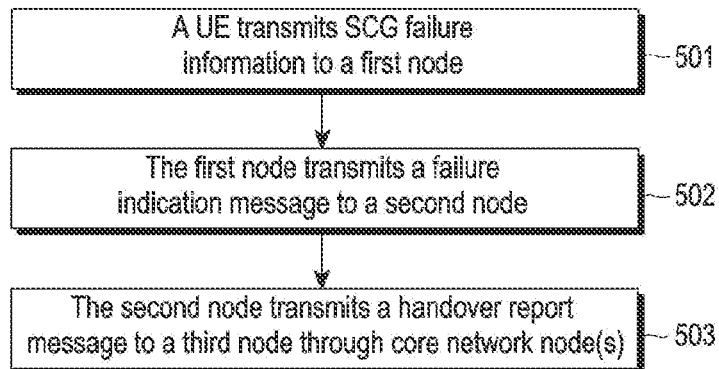 A UE transmits SCG failure
information to a first node
501
The first node transmits a failure
indication message to a second node
502
The second node transmits a handover report
message to a third node through core network node(s)
503